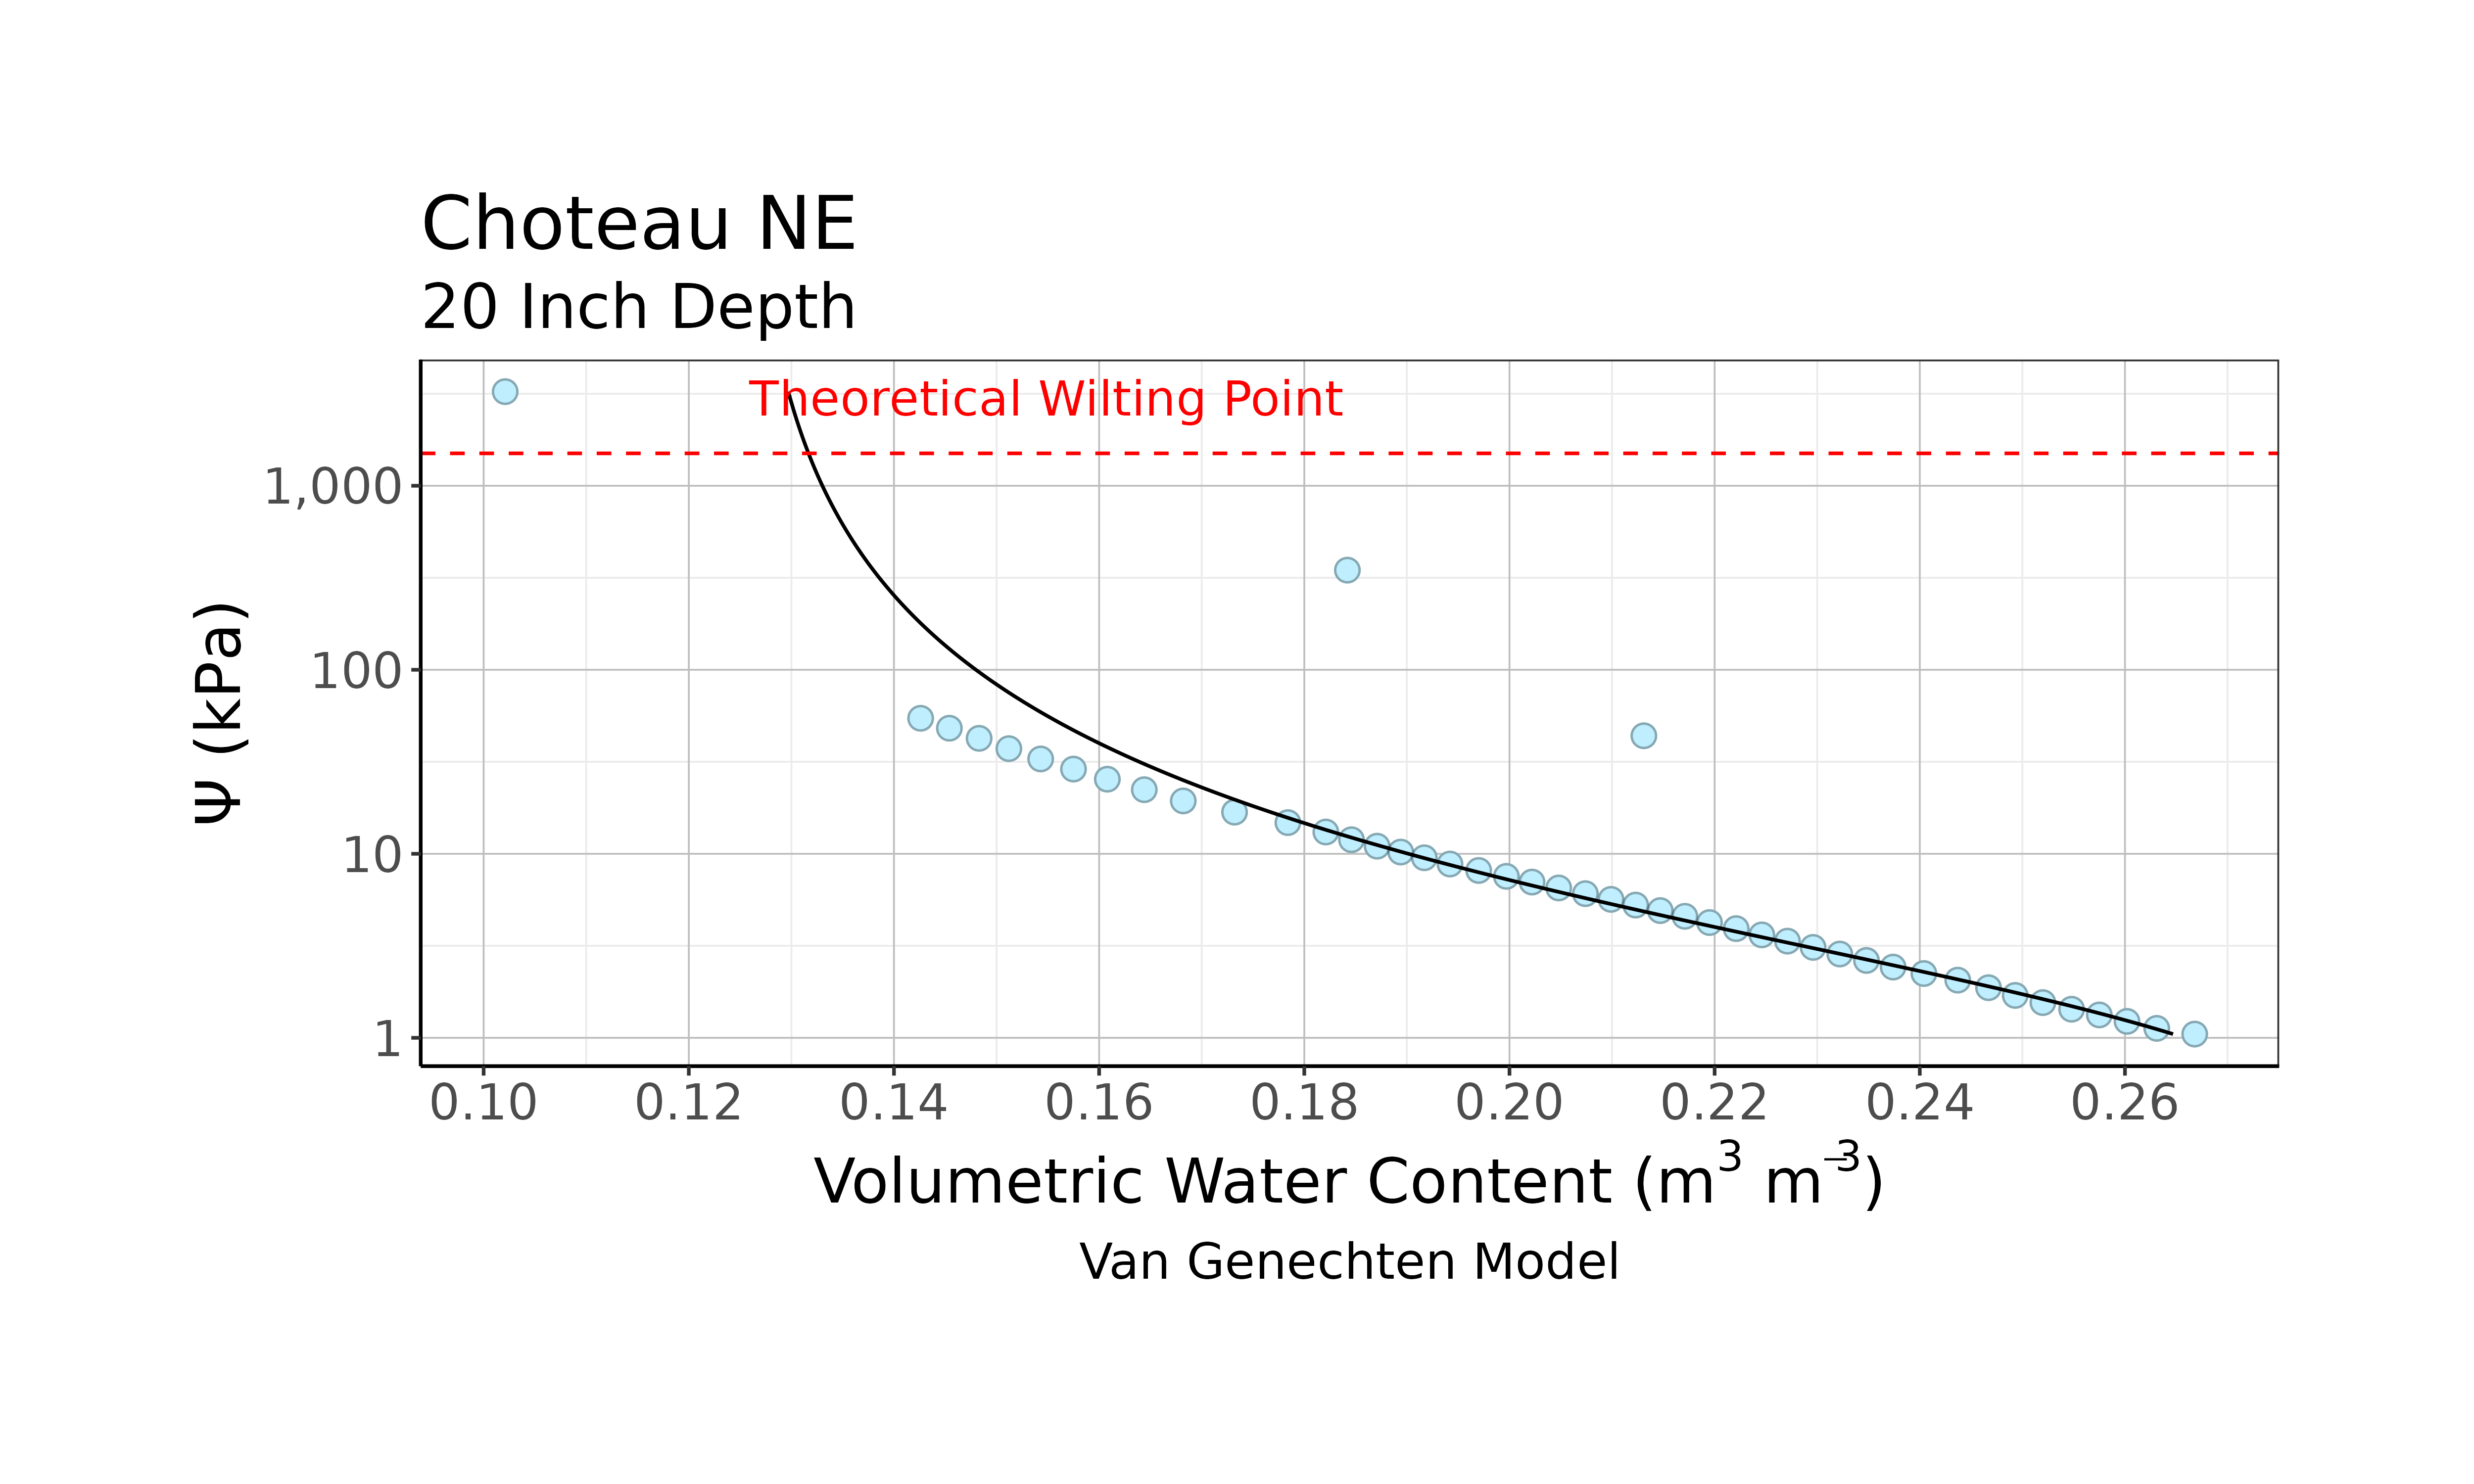 Choteau NE
20 Inch Depth
Theoretical Wilting Point
1,000
100
10
1
Ψ (kPa)
0.10 0.12 0.14 0.16 0.18 0.20 0.22 0.24 0.26
Volumetric Water Content (m³ m⁻³)
Van Genechten Model